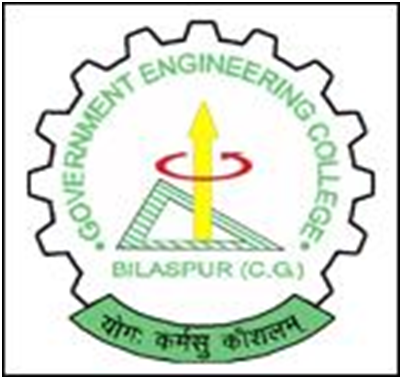 • GOVERNMENT ENGINEERING COLLEGE •
BILASPUR (C.G.)
योगः कर्मसु कौशलम्